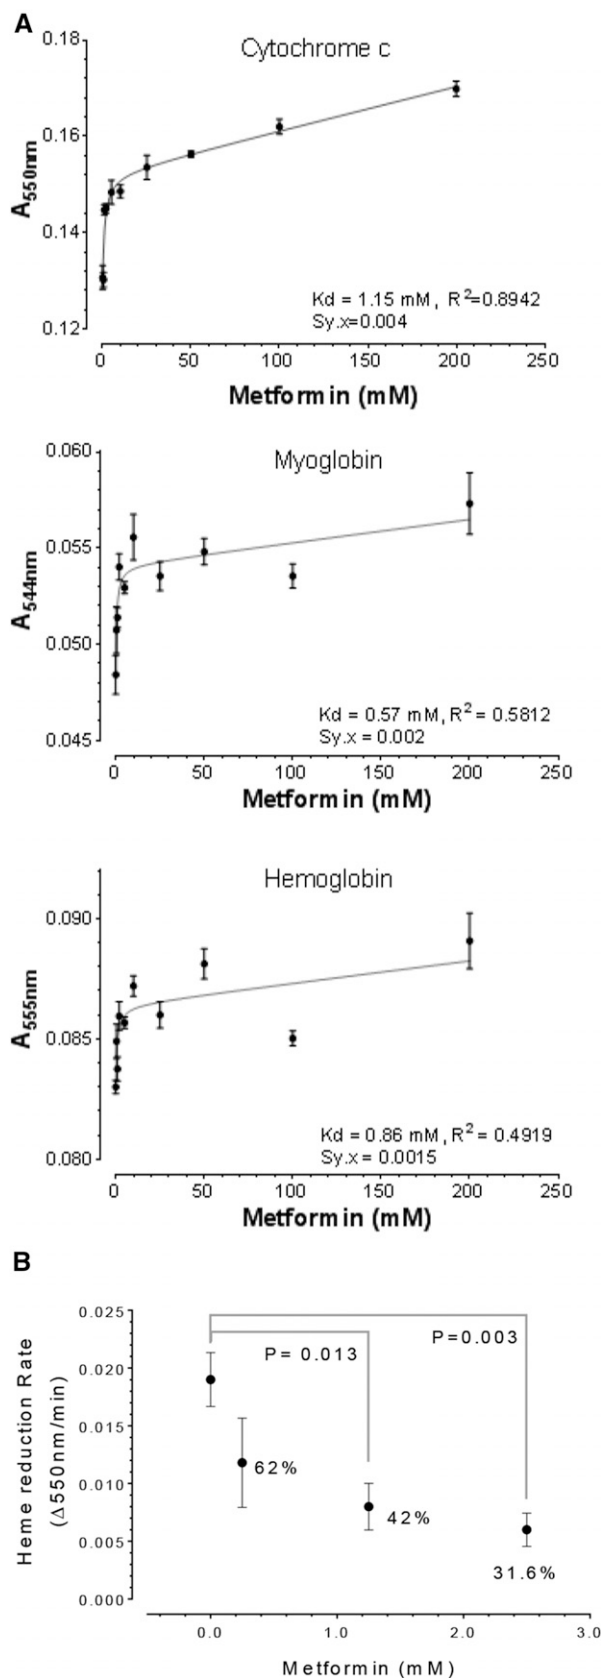 A
Cytochrome c
0.18
0.16
0.14
0.12
A550nm
Kd = 1.15 mM, R2=0.8942
Sy.x=0.004
0 50 100 150 200 250
Metformin (mM)
Myoglobin
0.060
0.055
0.050
0.045
A544nm
Kd = 0.57 mM, R2 = 0.5812
Sy.x = 0.002
0 50 100 150 200 250
Metformin (mM)
Hemoglobin
0.090
0.085
0.080
A555nm
Kd = 0.86 mM, R2 = 0.4919
Sy.x = 0.0015
0 50 100 150 200 250
Metformin (mM)
B
0.025
0.020
0.015
0.010
0.005
0.000
Heme reduction Rate
(Δ550nm/min)
P=0.003
P= 0.013
62%
42%
31.6%
0.0 1.0 2.0 3.0
Metformin (mM)